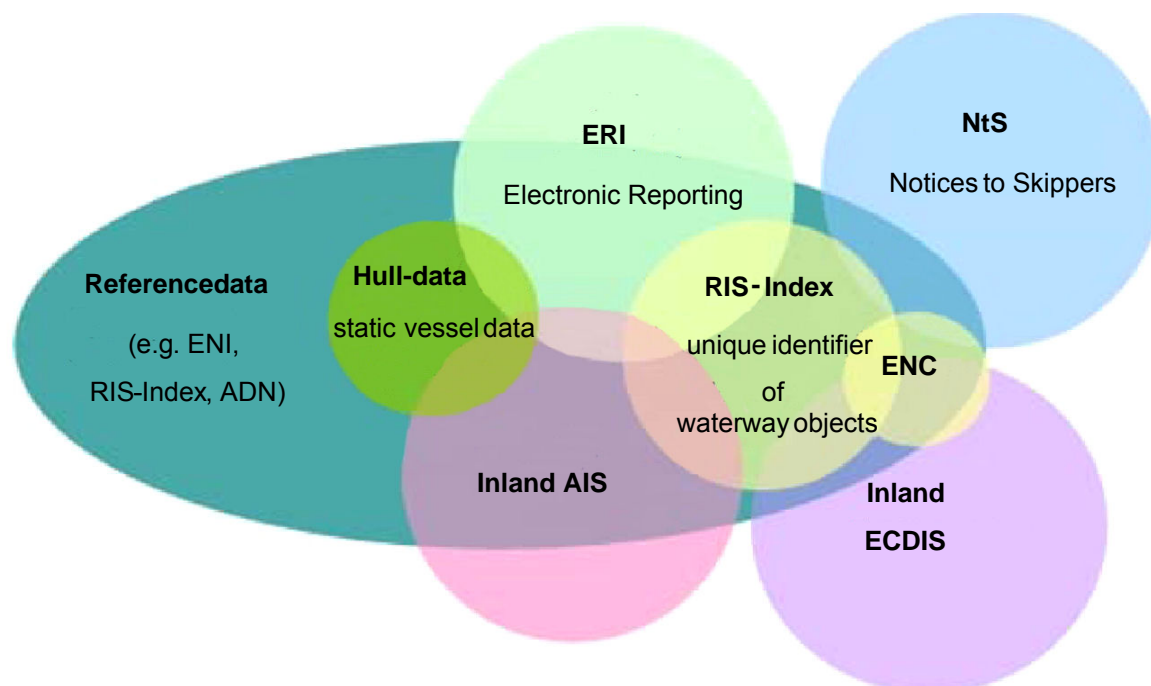 ERI
Electronic Reporting
NtS
Notices to Skippers
Referencedata
(e.g. ENI,
RIS-Index, ADN)
Hull-data
static vessel data
RIS-Index
unique identifier
of
waterway objects
ENC
Inland AIS
Inland
ECDIS